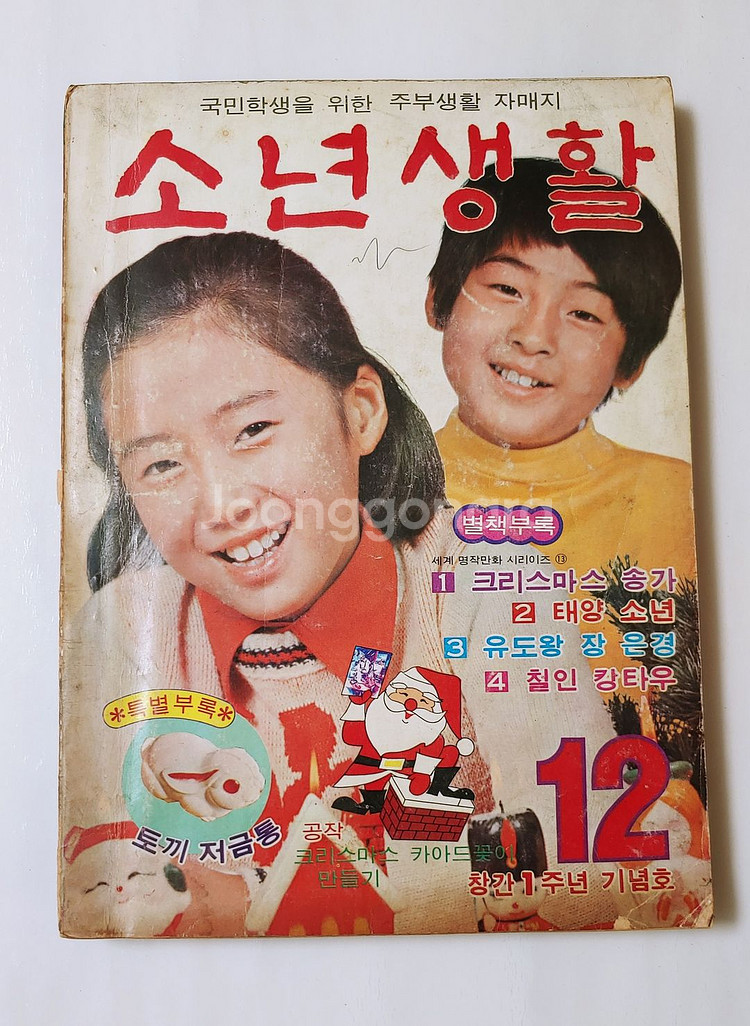 국민학생을 위한 주부생활 자매지
소년생활
Joonggonara
별책부록
세계 명작만화 시리이즈 ⑬
1 크리스마스 송가
2 태양 소년
3 유도왕 장 은경
4 철인 캉타우
*특별부록*
토끼 저금통
공작
크리스마스 카아드꽂이
만들기
12
창간1주년 기념호